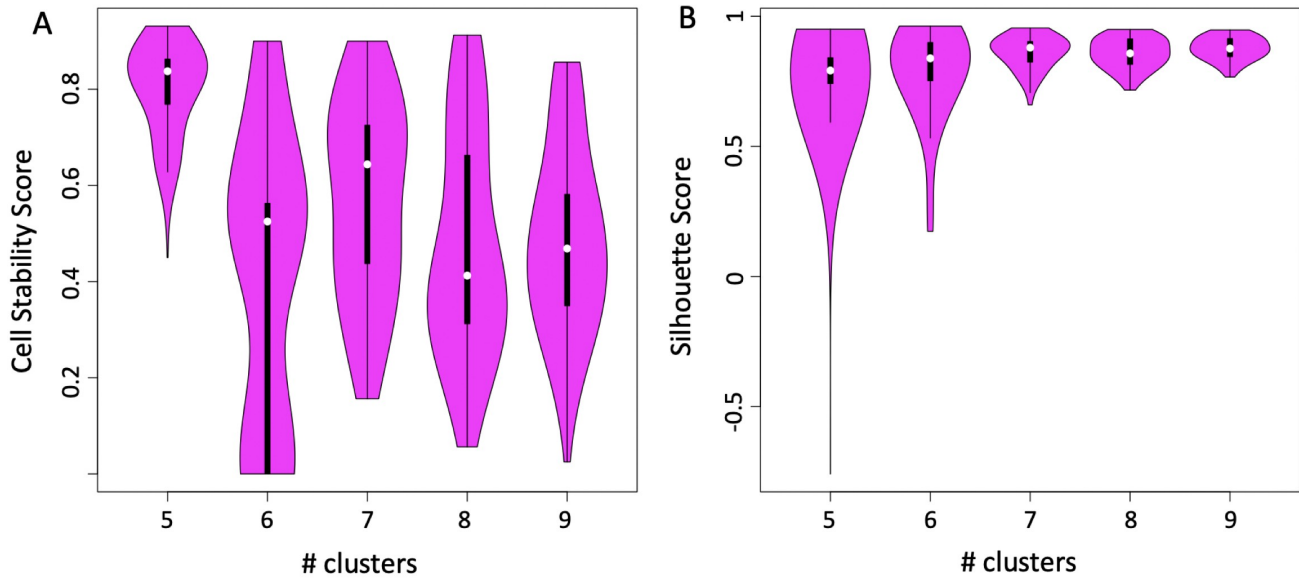 A
Cell Stability Score
0.8
0.6
0.4
0.2
5 6 7 8 9
# clusters
B
Silhouette Score
1
0.5
0
-0.5
5 6 7 8 9
# clusters